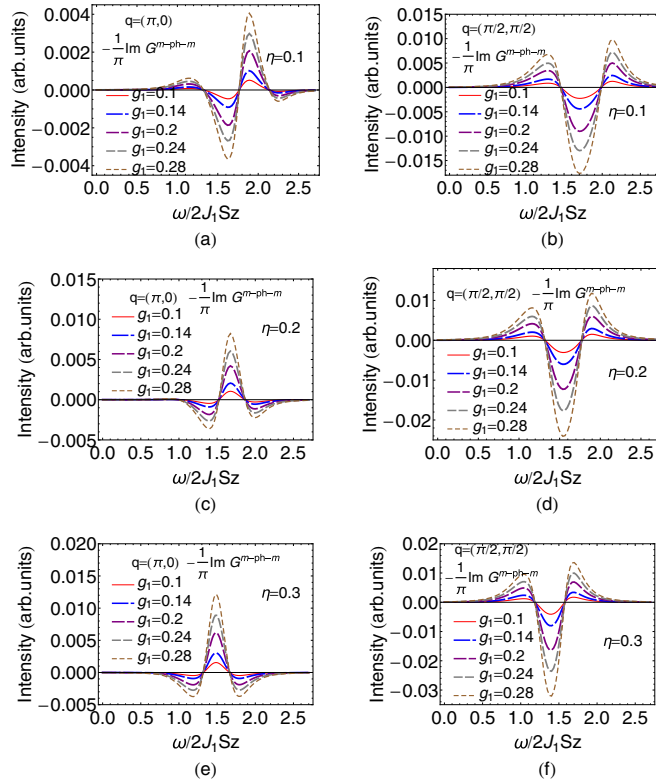 q=(π,0)
-1/π Im G^{m-ph-m}
η=0.1
g₁=0.1
g₁=0.14
g₁=0.2
g₁=0.24
g₁=0.28
Intensity (arb.units)
0.004
0.002
0.000
−0.002
−0.004
0.0 0.5 1.0 1.5 2.0 2.5
ω/2J₁Sz
(a)
q=(π/2,π/2)
-1/π Im G^{m-ph-m}
η=0.1
g₁=0.1
g₁=0.14
g₁=0.2
g₁=0.24
g₁=0.28
Intensity (arb.units)
0.015
0.010
0.005
0.000
−0.005
−0.010
−0.015
0.0 0.5 1.0 1.5 2.0 2.5
ω/2J₁Sz
(b)
q=(π,0) -1/π Im G^{m-ph-m}
η=0.2
g₁=0.1
g₁=0.14
g₁=0.2
g₁=0.24
g₁=0.28
Intensity (arb.units)
0.015
0.010
0.005
0.000
−0.005
0.0 0.5 1.0 1.5 2.0 2.5
ω/2J₁Sz
(c)
q=(π/2,π/2) -1/π Im G^{m-ph-m}
η=0.2
g₁=0.1
g₁=0.14
g₁=0.2
g₁=0.24
g₁=0.28
Intensity (arb.units)
0.01
0.00
−0.01
−0.02
0.0 0.5 1.0 1.5 2.0 2.5
ω/2J₁Sz
(d)
q=(π,0) -1/π Im G^{m-ph-m}
η=0.3
g₁=0.1
g₁=0.14
g₁=0.2
g₁=0.24
g₁=0.28
Intensity (arb.units)
0.020
0.015
0.010
0.005
0.000
−0.005
0.0 0.5 1.0 1.5 2.0 2.5
ω/2J₁Sz
(e)
q=(π/2,π/2)
-1/π Im G^{m-ph-m}
η=0.3
g₁=0.1
g₁=0.14
g₁=0.2
g₁=0.24
g₁=0.28
Intensity (arb.units)
0.02
0.01
0.00
−0.01
−0.02
−0.03
0.0 0.5 1.0 1.5 2.0 2.5
ω/2J₁Sz
(f)